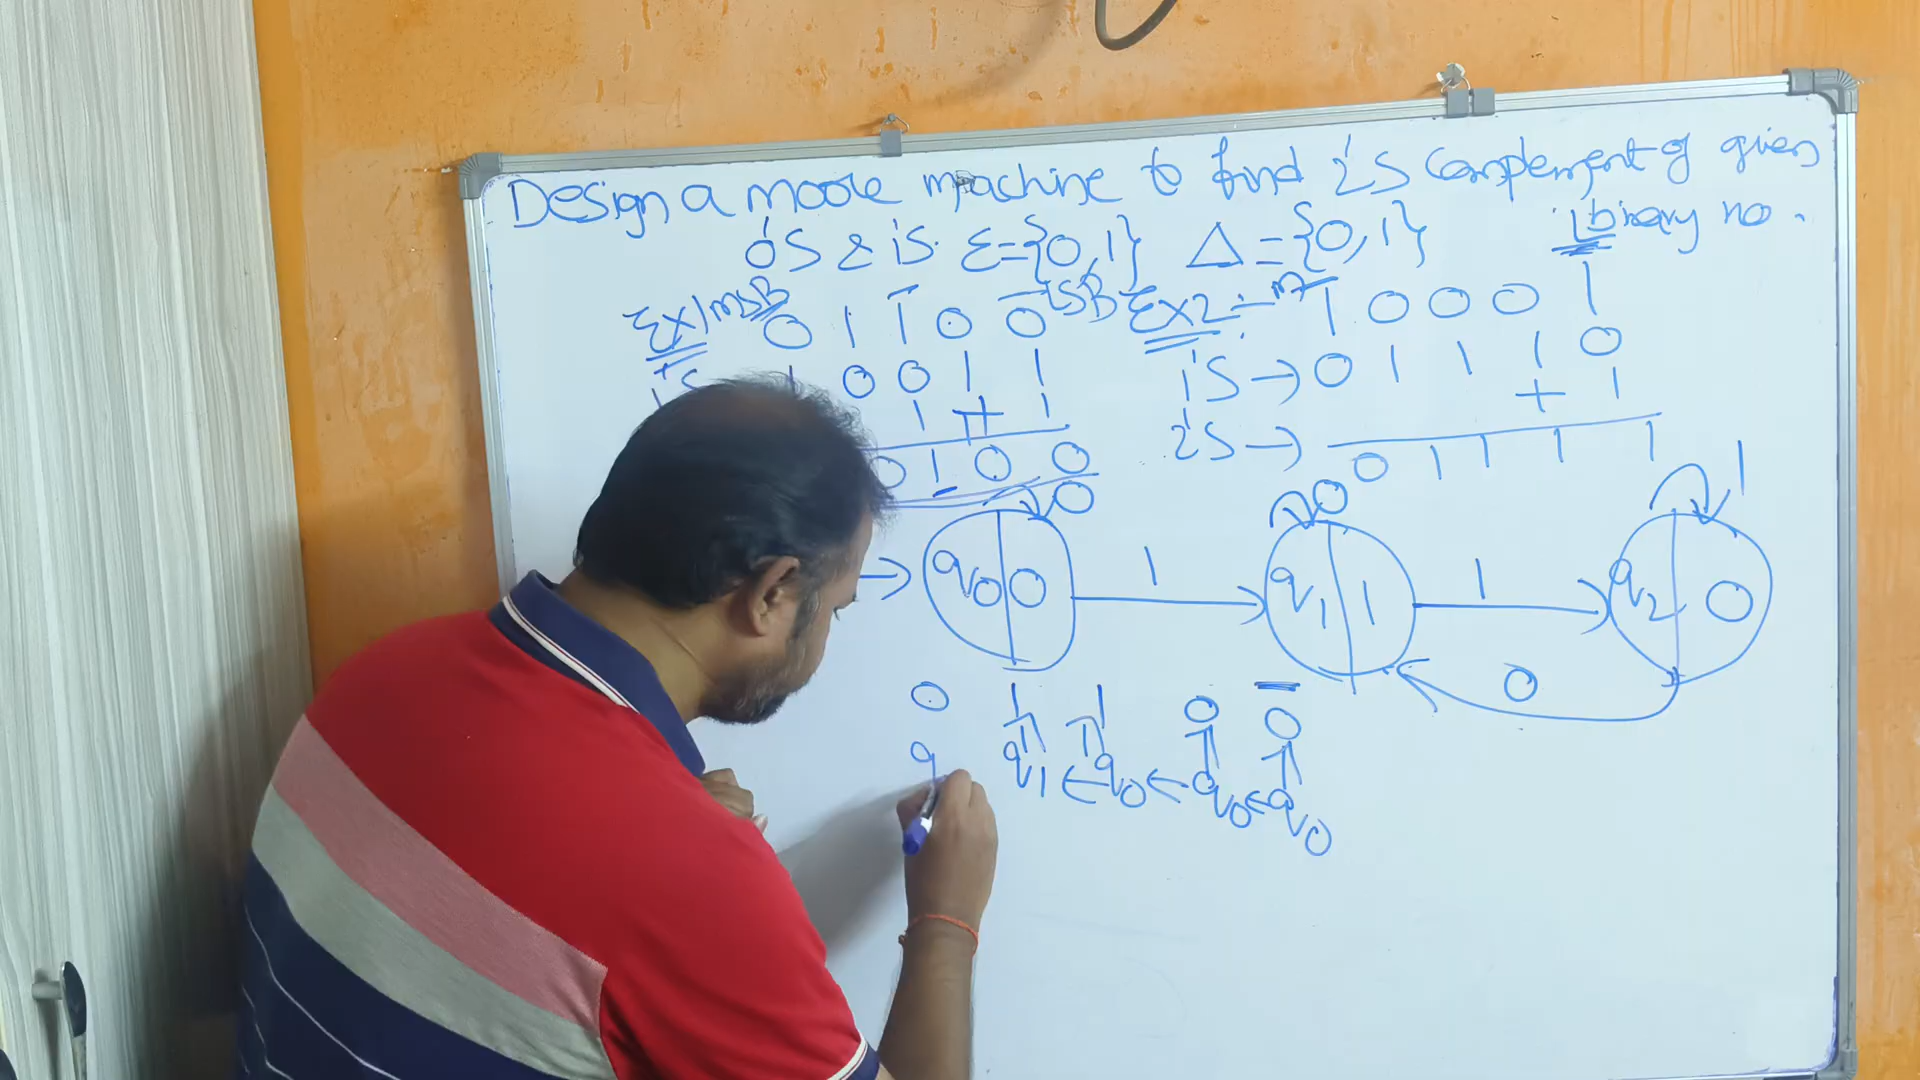 Design a moore machine to find 2's complement of given
binary no.
0's & 1's. Σ={0,1} Δ={0,1}
Ex1 MSB 0 1 1 0 0 LSB
1's 1 0 0 1 1
1 + 1
0 1 0 0
Ex2 :- 1 0 0 0 1
1's → 0 1 1 1 0
+ 1
2's → 0 1 1 1 1
0 0 1
→ q0 0 1 q1 1 1 q2 0
0
0 1 1 0 0
q q1 ← q0 ← q0 ← q0